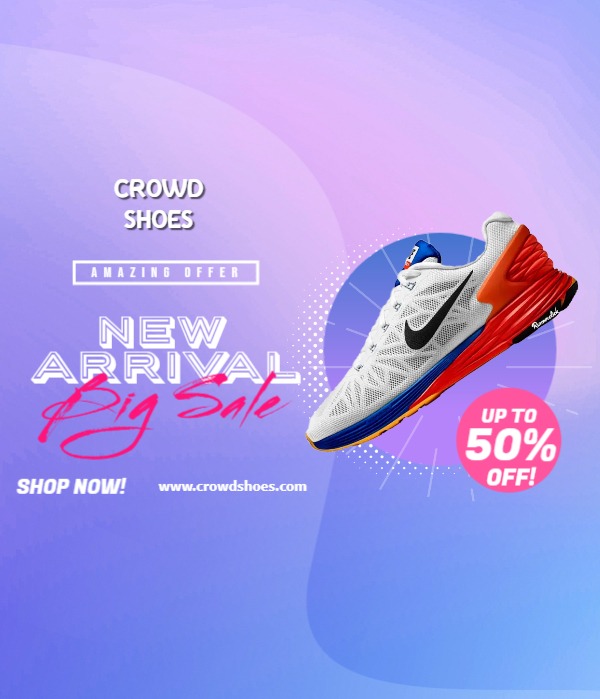 CROWD
SHOES
AMAZING OFFER
NEW
ARRIVAL
Big Sale
UP TO
50%
OFF!
SHOP NOW!
www.crowdshoes.com